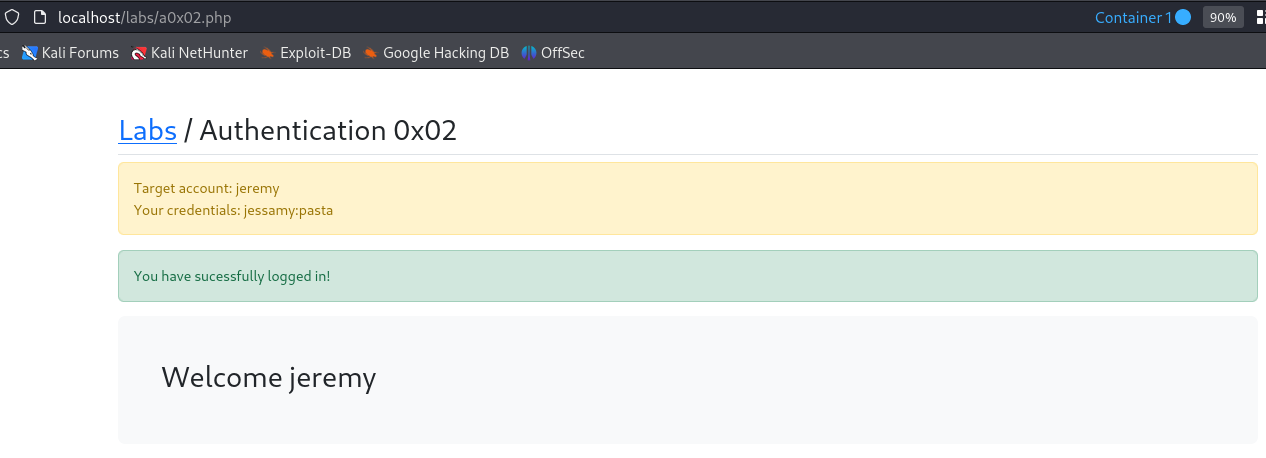 localhost/labs/a0x02.php
Container 1
90%
cs
Kali Forums
Kali NetHunter
Exploit-DB
Google Hacking DB
OffSec
Labs / Authentication 0x02
Target account: jeremy
Your credentials: jessamy:pasta
You have sucessfully logged in!
Welcome jeremy